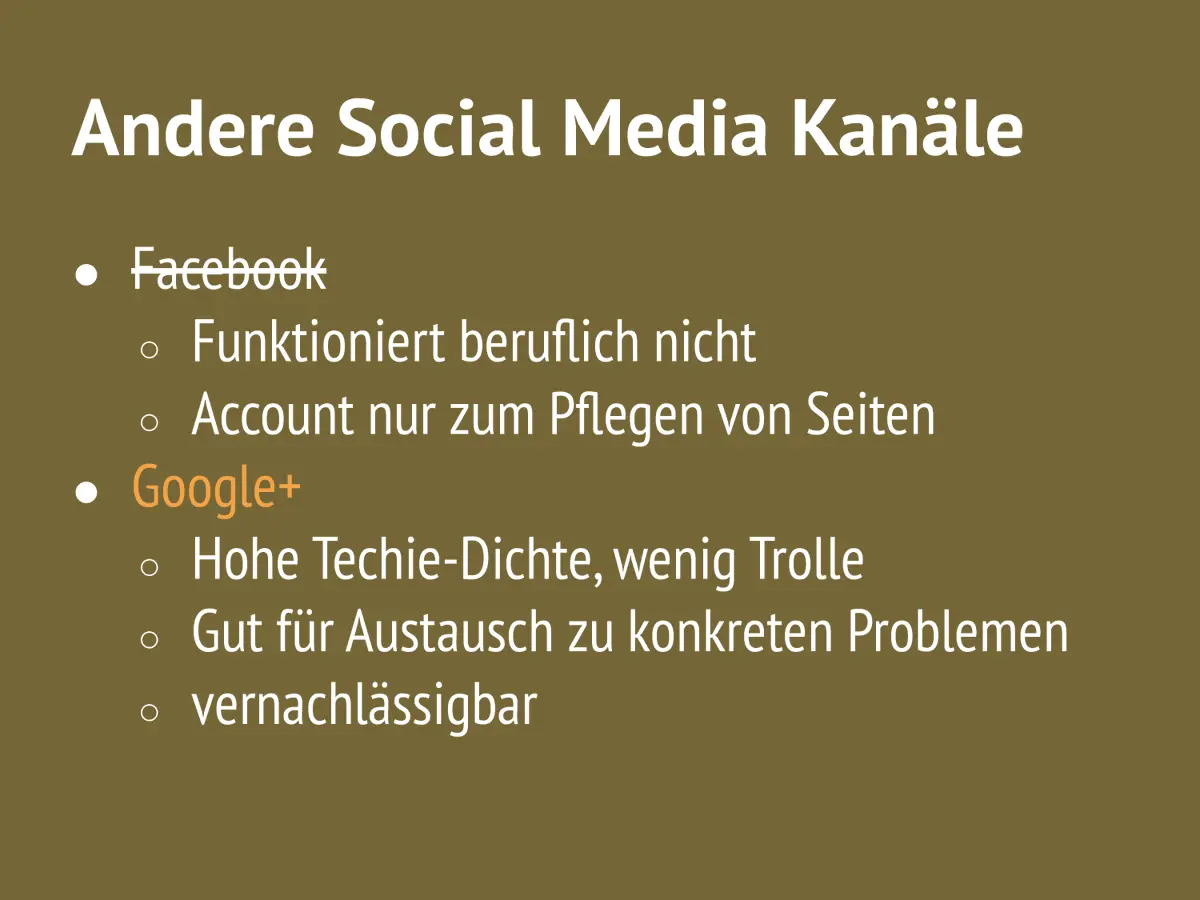 Andere Social Media Kanäle
● Facebook
○ Funktioniert beruflich nicht
○ Account nur zum Pflegen von Seiten
● Google+
○ Hohe Techie-Dichte, wenig Trolle
○ Gut für Austausch zu konkreten Problemen
○ vernachlässigbar